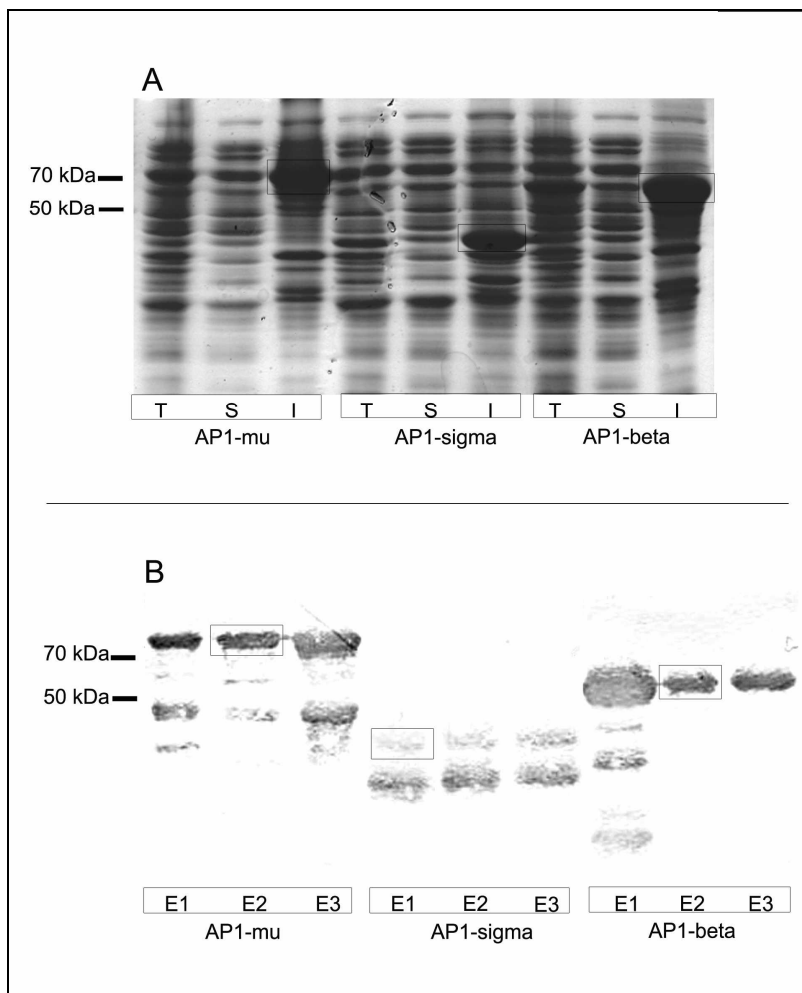 A
70 kDa
50 kDa
T S I T S I T S I
AP1-mu AP1-sigma AP1-beta
B
70 kDa
50 kDa
E1 E2 E3 E1 E2 E3 E1 E2 E3
AP1-mu AP1-sigma AP1-beta